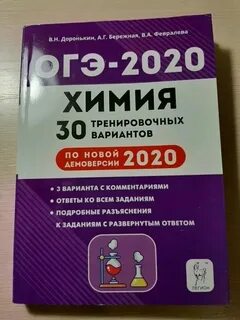 В.Н. Доронькин, А.Г. Бережная, В.А. Февралева
ОГЭ-2020
ХИМИЯ
30 ТРЕНИРОВОЧНЫХ
ВАРИАНТОВ
ПО НОВОЙ
ДЕМОВЕРСИИ 2020
3 ВАРИАНТА С КОММЕНТАРИЯМИ
ОТВЕТЫ КО ВСЕМ ЗАДАНИЯМ
ПОДРОБНЫЕ РАЗЪЯСНЕНИЯ
К ЗАДАНИЯМ С РАЗВЕРНУТЫМ ОТВЕТОМ
ЛЕГИОН